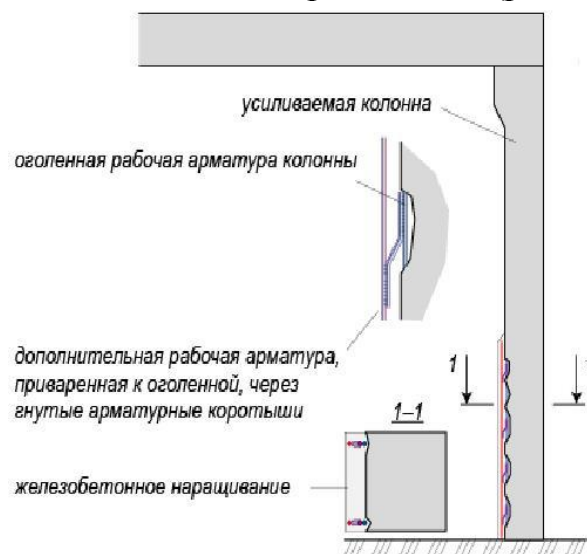 усиливаемая колонна
оголенная рабочая арматура колонны
дополнительная рабочая арматура,
приваренная к оголенной, через
гнутые арматурные коротыши
1
1–1
железобетонное наращивание